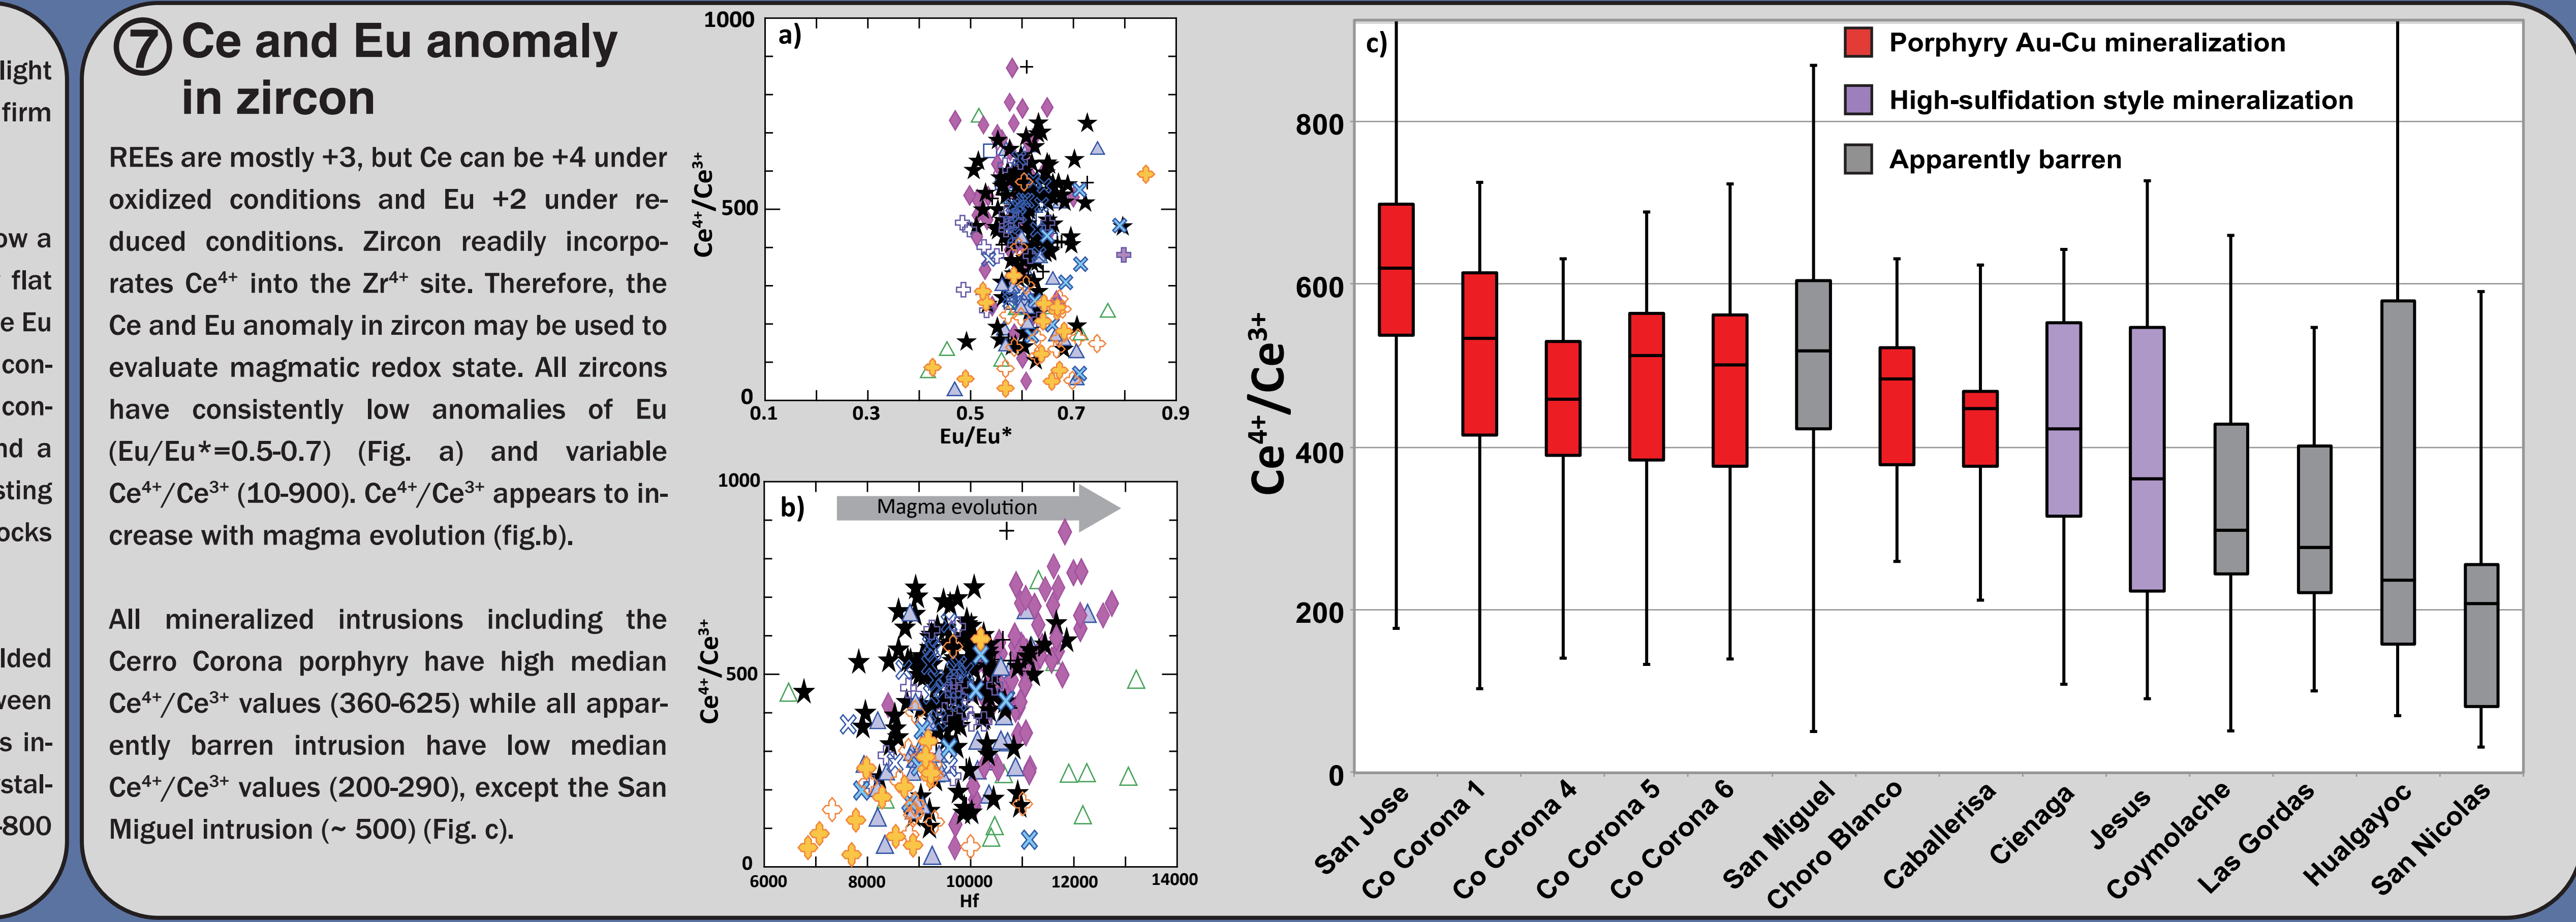 light
firm
ow a
flat
e Eu
con-
con-
nd a
sting
ocks
lded
ween
s in-
stal-
-800
7 Ce and Eu anomaly
in zircon
REEs are mostly +3, but Ce can be +4 under
oxidized conditions and Eu +2 under re-
duced conditions. Zircon readily incorpo-
rates Ce⁴⁺ into the Zr⁴⁺ site. Therefore, the
Ce and Eu anomaly in zircon may be used to
evaluate magmatic redox state. All zircons
have consistently low anomalies of Eu
(Eu/Eu*=0.5-0.7) (Fig. a) and variable
Ce⁴⁺/Ce³⁺ (10-900). Ce⁴⁺/Ce³⁺ appears to in-
crease with magma evolution (fig.b).
All mineralized intrusions including the
Cerro Corona porphyry have high median
Ce⁴⁺/Ce³⁺ values (360-625) while all appar-
ently barren intrusion have low median
Ce⁴⁺/Ce³⁺ values (200-290), except the San
Miguel intrusion (~ 500) (Fig. c).
a)
1000
500
0
Ce⁴⁺/Ce³⁺
0.1 0.3 0.5 0.7 0.9
Eu/Eu*
b)
Magma evolution
1000
500
0
Ce⁴⁺/Ce³⁺
6000 8000 10000 12000 14000
Hf
c)
Porphyry Au-Cu mineralization
High-sulfidation style mineralization
Apparently barren
800
600
400
200
0
Ce⁴⁺/Ce³⁺
San Jose
Co Corona 1
Co Corona 4
Co Corona 5
Co Corona 6
San Miguel
Choro Blanco
Caballerisa
Cienaga
Jesus
Coymolache
Las Gordas
Hualgayoc
San Nicolas